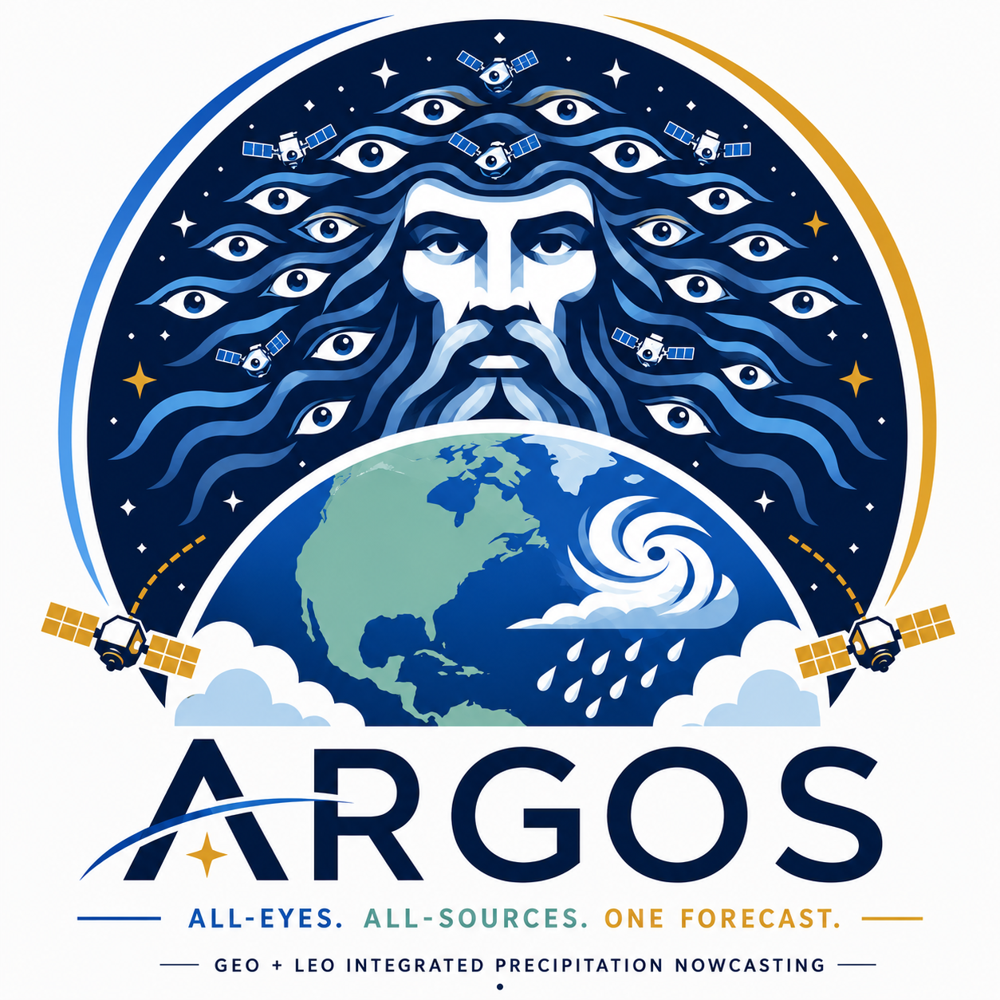 ARGOS
ALL-EYES. ALL-SOURCES. ONE FORECAST.
GEO + LEO INTEGRATED PRECIPITATION NOWCASTING